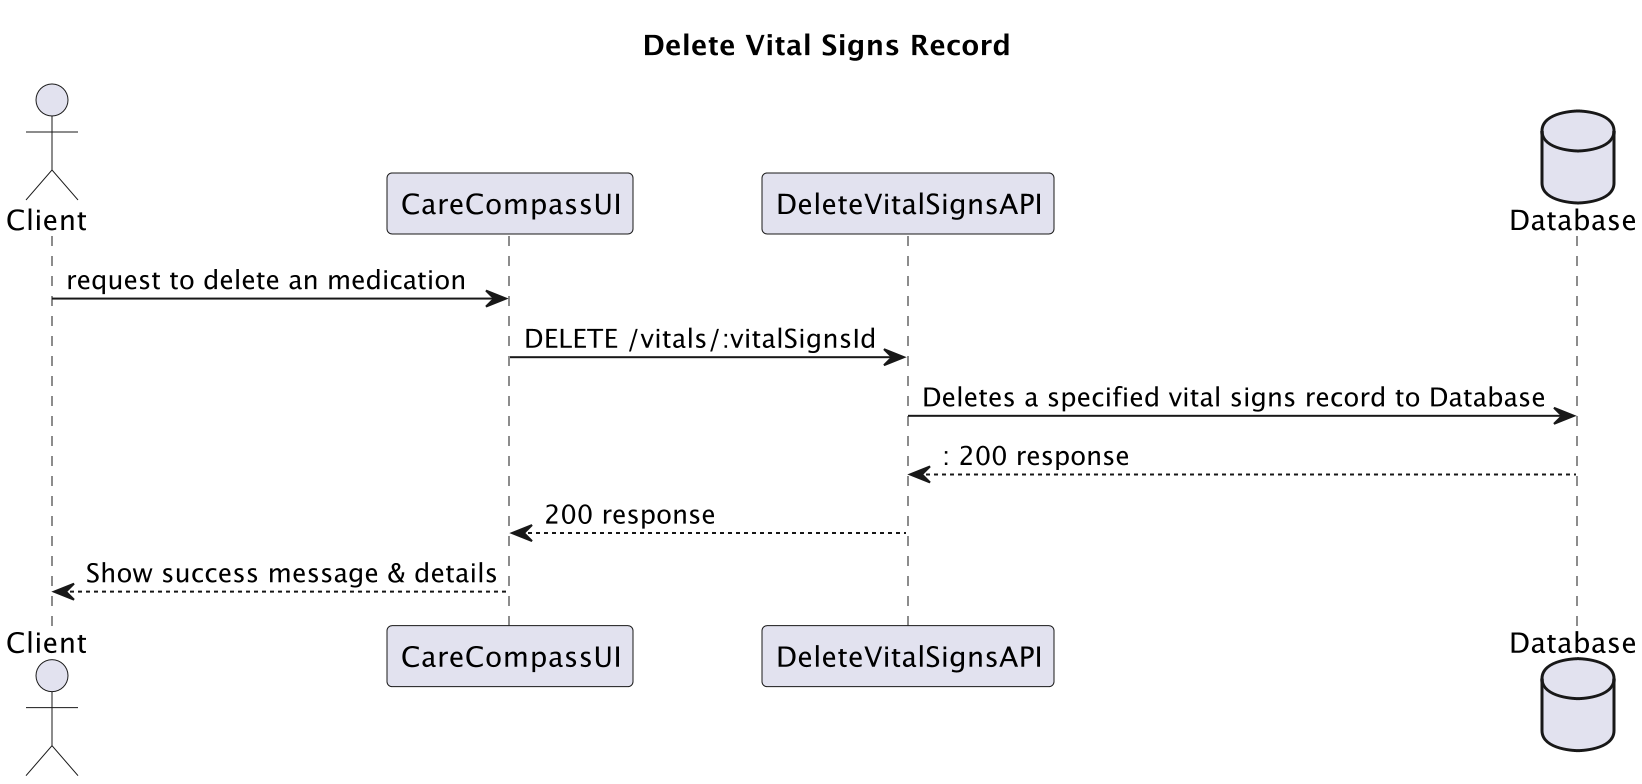 Delete Vital Signs Record
Client
CareCompassUI
DeleteVitalSignsAPI
Database
request to delete an medication
DELETE /vitals/:vitalSignsId
Deletes a specified vital signs record to Database
: 200 response
200 response
Show success message & details
Client
CareCompassUI
DeleteVitalSignsAPI
Database